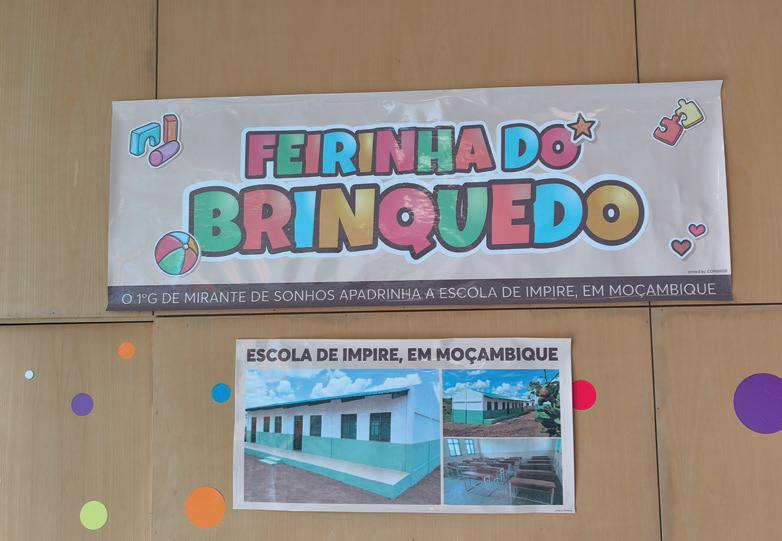 FEIRINHA DO
BRINQUEDO
O 1ºG DE MIRANTE DE SONHOS APADRINHA A ESCOLA DE IMPIRE, EM MOÇAMBIQUE
ESCOLA DE IMPIRE, EM MOÇAMBIQUE